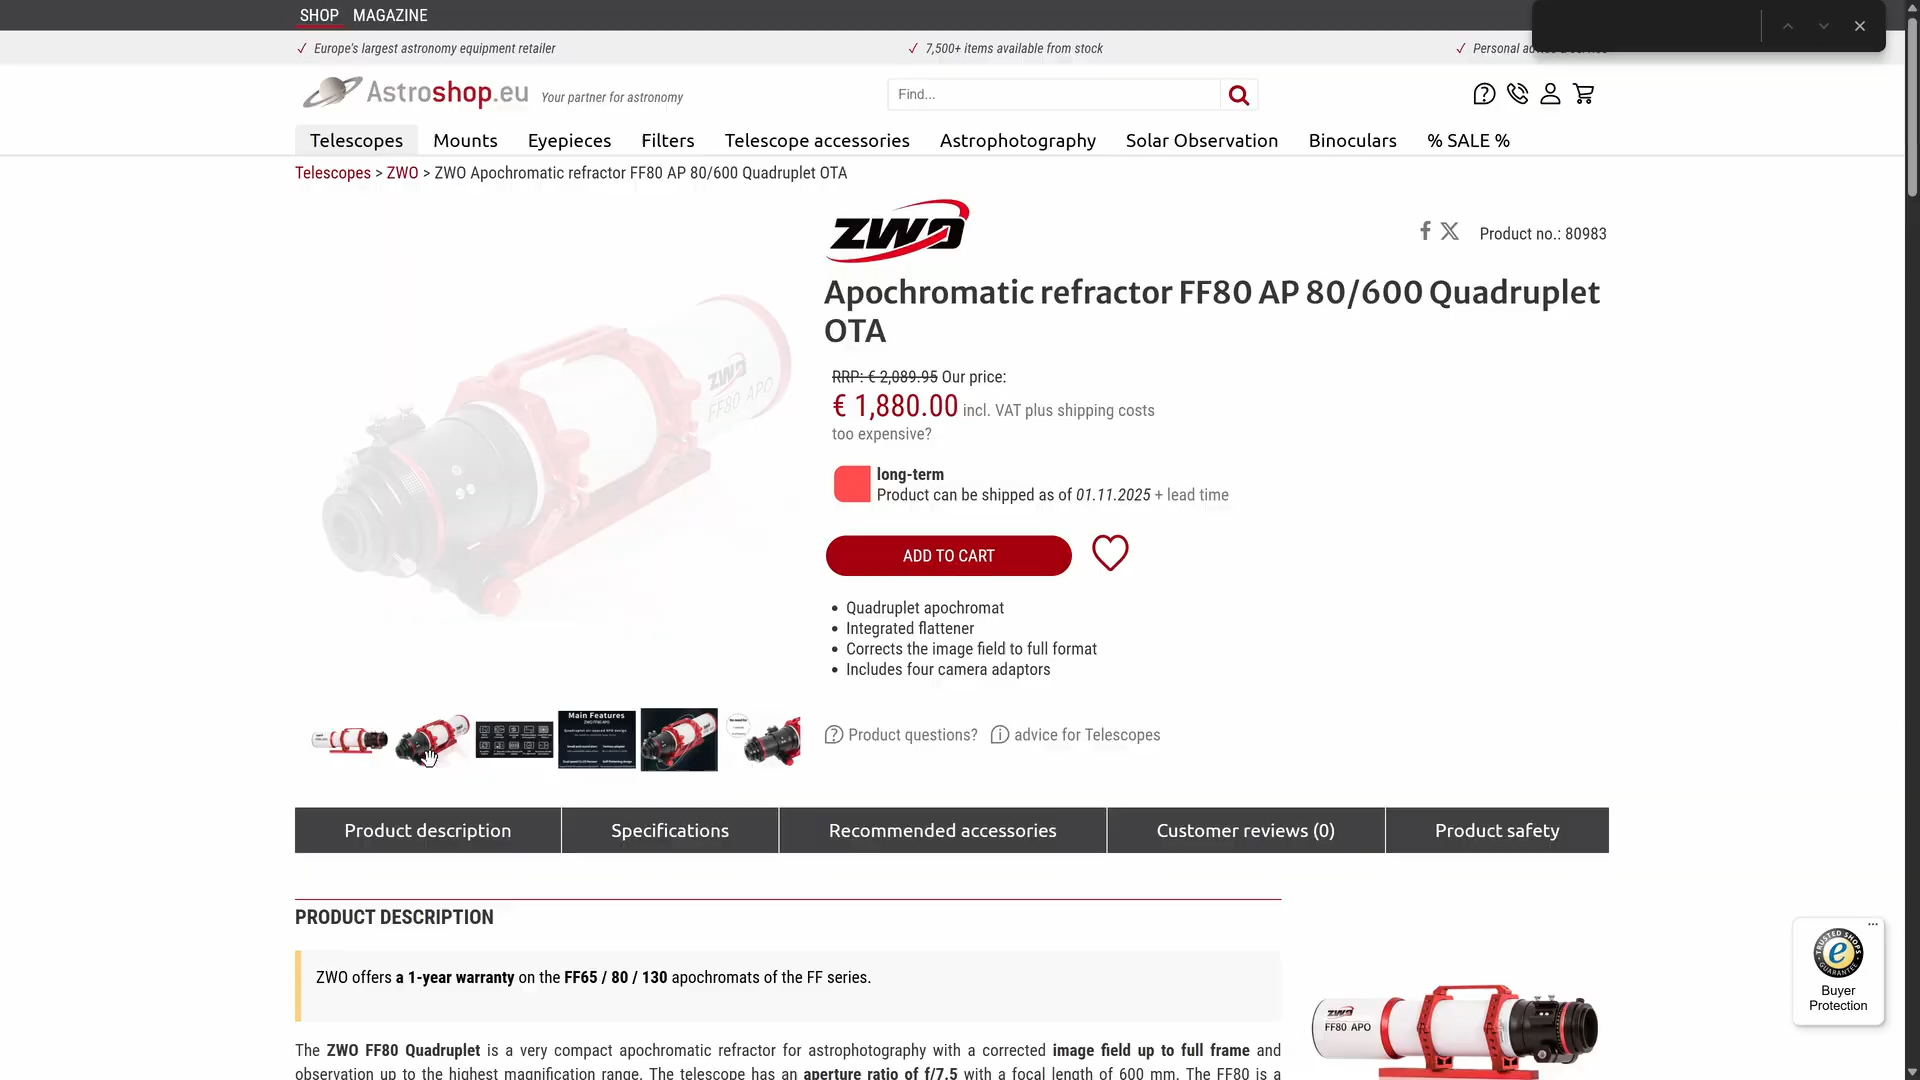 SHOP MAGAZINE
✓ Europe's largest astronomy equipment retailer
✓ 7,500+ items available from stock
✓ Personal
Astroshop.eu Your partner for astronomy
Find...
Telescopes Mounts Eyepieces Filters Telescope accessories Astrophotography Solar Observation Binoculars % SALE %
Telescopes > ZWO > ZWO Apochromatic refractor FF80 AP 80/600 Quadruplet OTA
ZWO
Product no.: 80983
Apochromatic refractor FF80 AP 80/600 Quadruplet
OTA
ZWO
FF80 APO
RRP: € 2,089.95 Our price:
€ 1,880.00 incl. VAT plus shipping costs
too expensive?
long-term
Product can be shipped as of 01.11.2025 + lead time
ADD TO CART
• Quadruplet apochromat
• Integrated flattener
• Corrects the image field to full format
• Includes four camera adaptors
Main Features
Product questions? advice for Telescopes
Product description Specifications Recommended accessories Customer reviews (0) Product safety
PRODUCT DESCRIPTION
ZWO offers a 1-year warranty on the FF65 / 80 / 130 apochromats of the FF series.
The ZWO FF80 Quadruplet is a very compact apochromatic refractor for astrophotography with a corrected image field up to full frame and
observation up to the highest magnification range. The telescope has an aperture ratio of f/7.5 with a focal length of 600 mm. The FF80 is a
ZWO
FF80 APO
TRUSTED SHOPS
e
GUARANTEE
Buyer
Protection